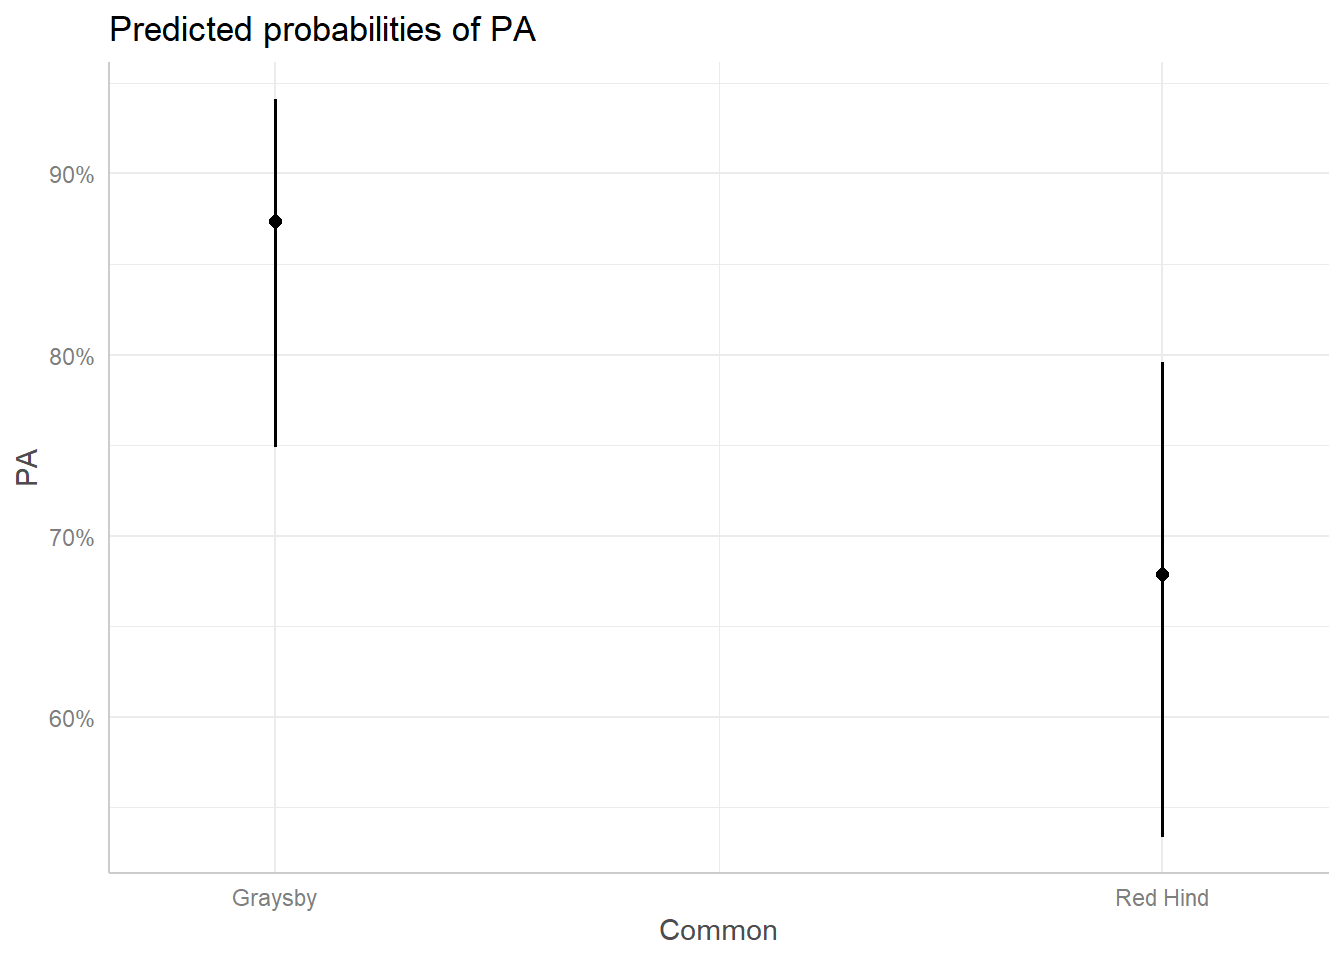 Predicted probabilities of PA
90%
80%
70%
60%
PA
Graysby
Red Hind
Common